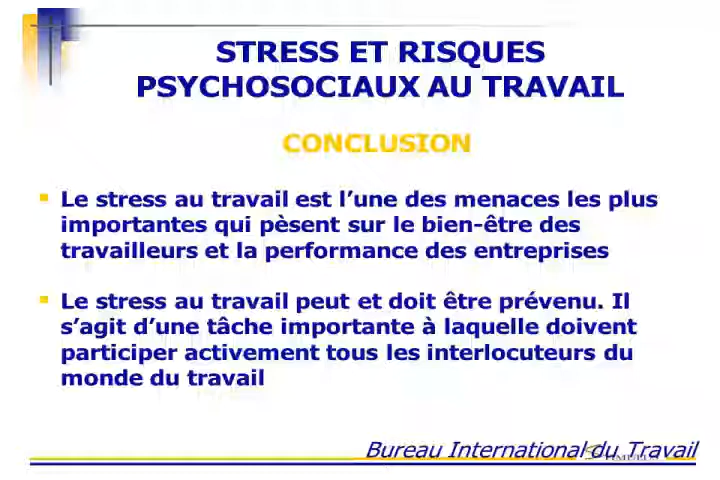 STRESS ET RISQUES
PSYCHOSOCIAUX AU TRAVAIL
CONCLUSION
Le stress au travail est l’une des menaces les plus
importantes qui pèsent sur le bien-être des
travailleurs et la performance des entreprises
Le stress au travail peut et doit être prévenu. Il
s’agit d’une tâche importante à laquelle doivent
participer activement tous les interlocuteurs du
monde du travail
Bureau International du Travail